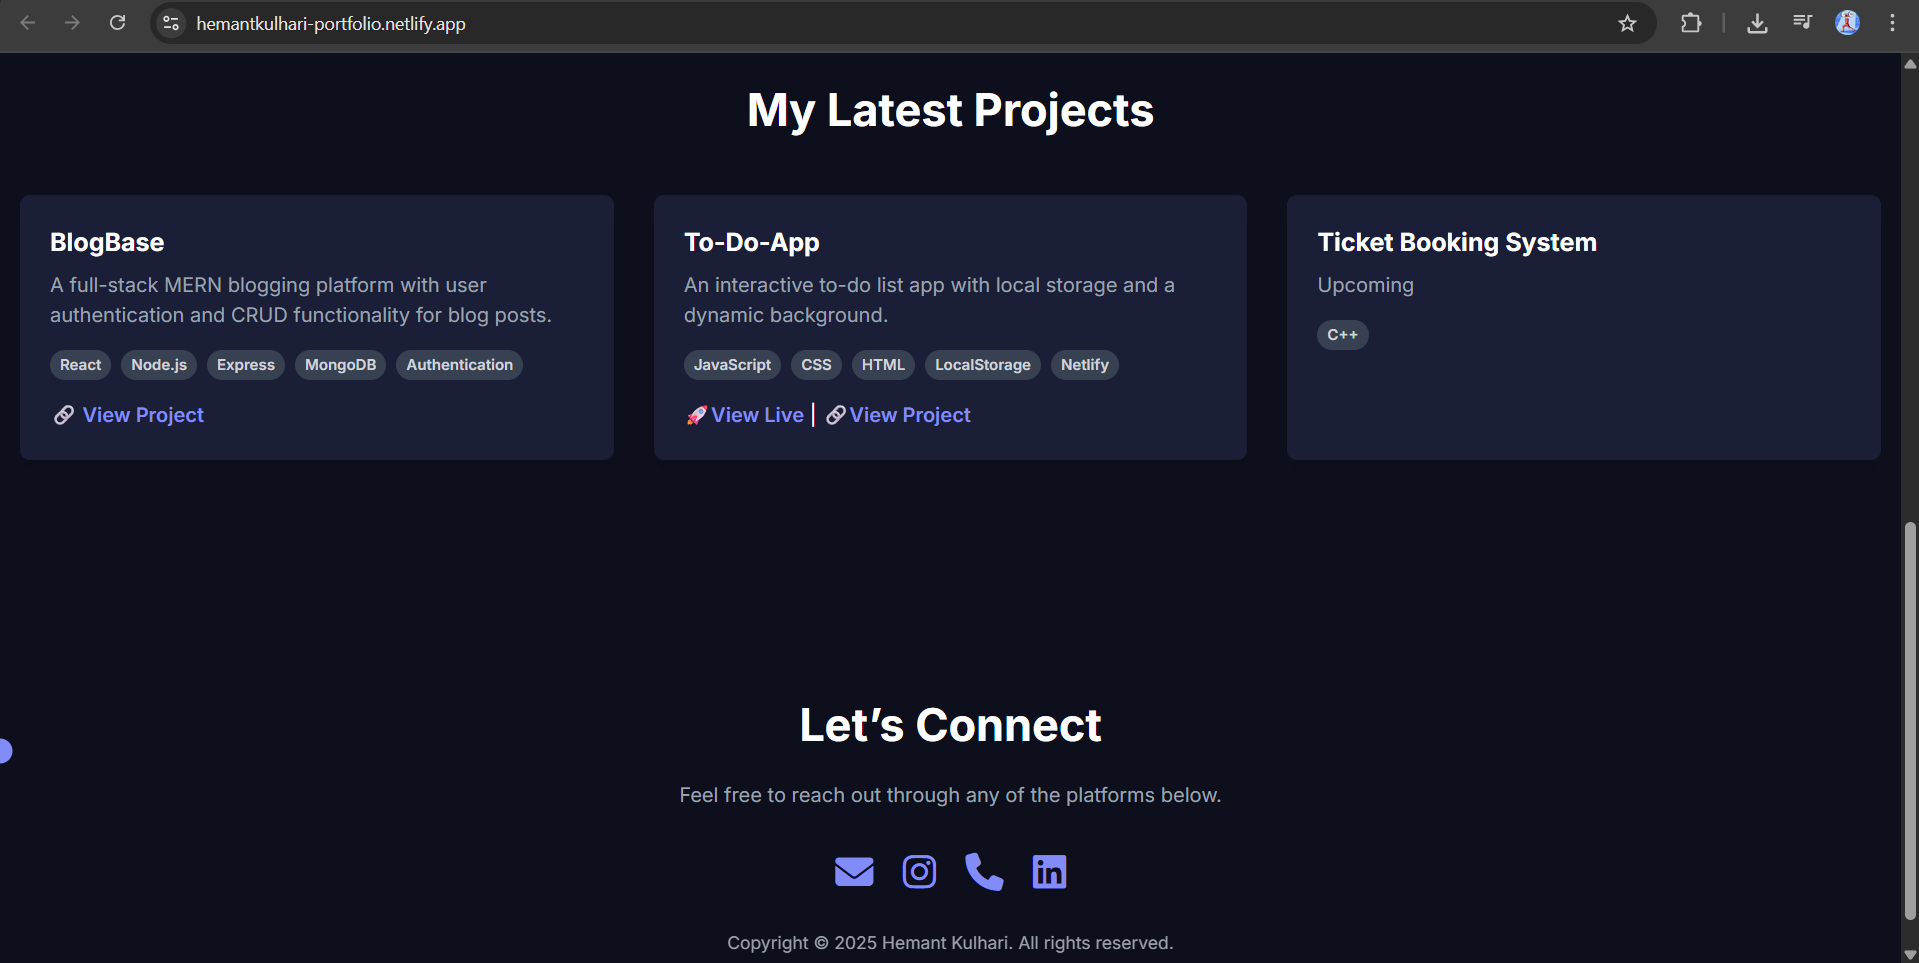 hemantkulhari-portfolio.netlify.app
My Latest Projects
BlogBase
A full-stack MERN blogging platform with user
authentication and CRUD functionality for blog posts.
React Node.js Express MongoDB Authentication
View Project
To-Do-App
An interactive to-do list app with local storage and a
dynamic background.
JavaScript CSS HTML LocalStorage Netlify
View Live | View Project
Ticket Booking System
Upcoming
C++
Let’s Connect
Feel free to reach out through any of the platforms below.
in
Copyright © 2025 Hemant Kulhari. All rights reserved.